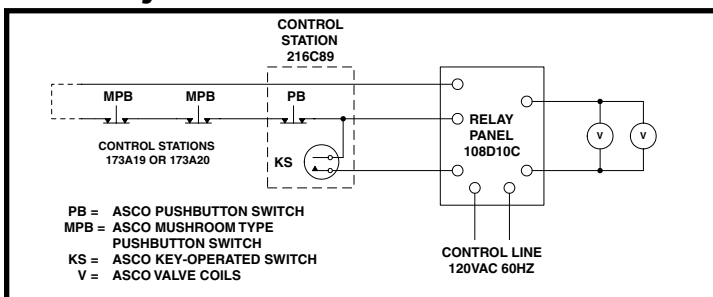 CONTROL
STATION
216C89
MPB
MPB
PB
CONTROL STATIONS
173A19 OR 173A20
KS
RELAY
PANEL
108D10C
V
V
PB = ASCO PUSHBUTTON SWITCH
MPB = ASCO MUSHROOM TYPE
PUSHBUTTON SWITCH
KS = ASCO KEY-OPERATED SWITCH
V = ASCO VALVE COILS
CONTROL LINE
120VAC 60HZ